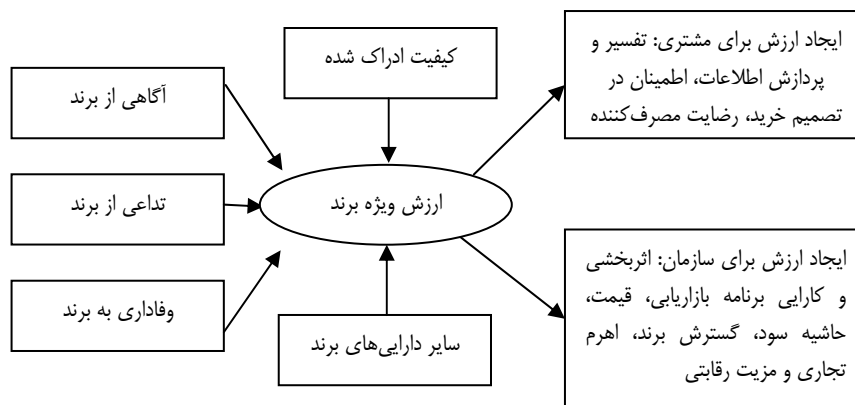 کیفیت ادراک شده
ایجاد ارزش برای مشتری: تفسیر و
پردازش اطلاعات، اطمینان در
تصمیم خرید، رضایت مصرف‌کننده
آگاهی از برند
تداعی از برند
ارزش ویژه برند
وفاداری به برند
سایر دارایی‌های برند
ایجاد ارزش برای سازمان: اثربخشی
و کارایی برنامه بازاریابی، قیمت،
حاشیه سود، گسترش برند، اهرم
تجاری و مزیت رقابتی